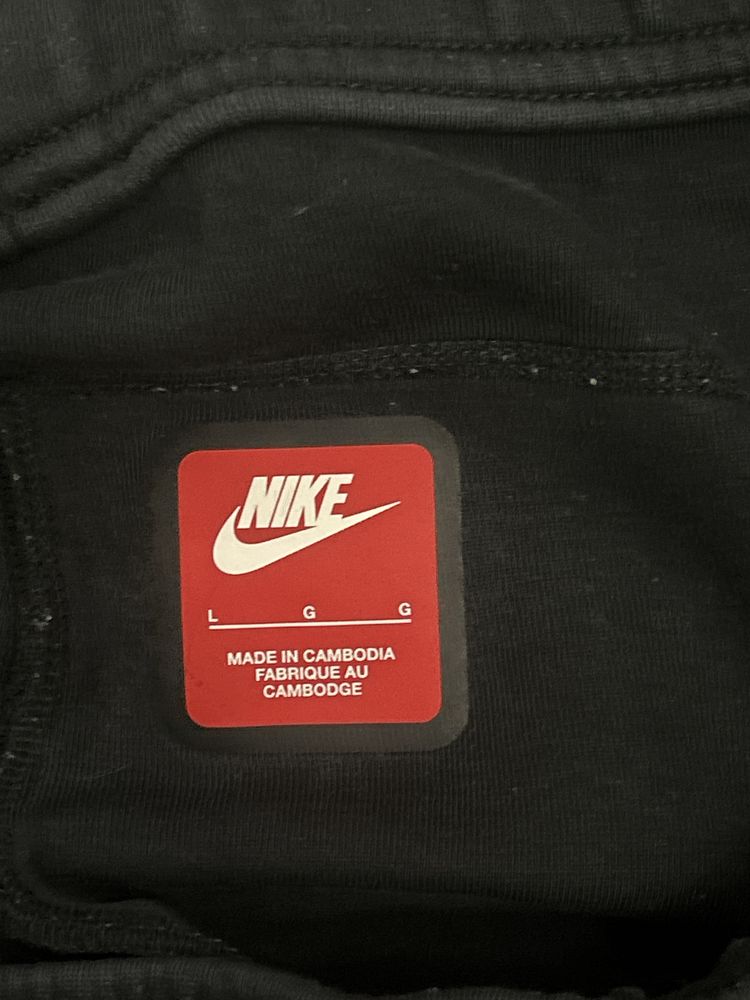 NIKE
L G G
MADE IN CAMBODIA
FABRIQUE AU
CAMBODGE